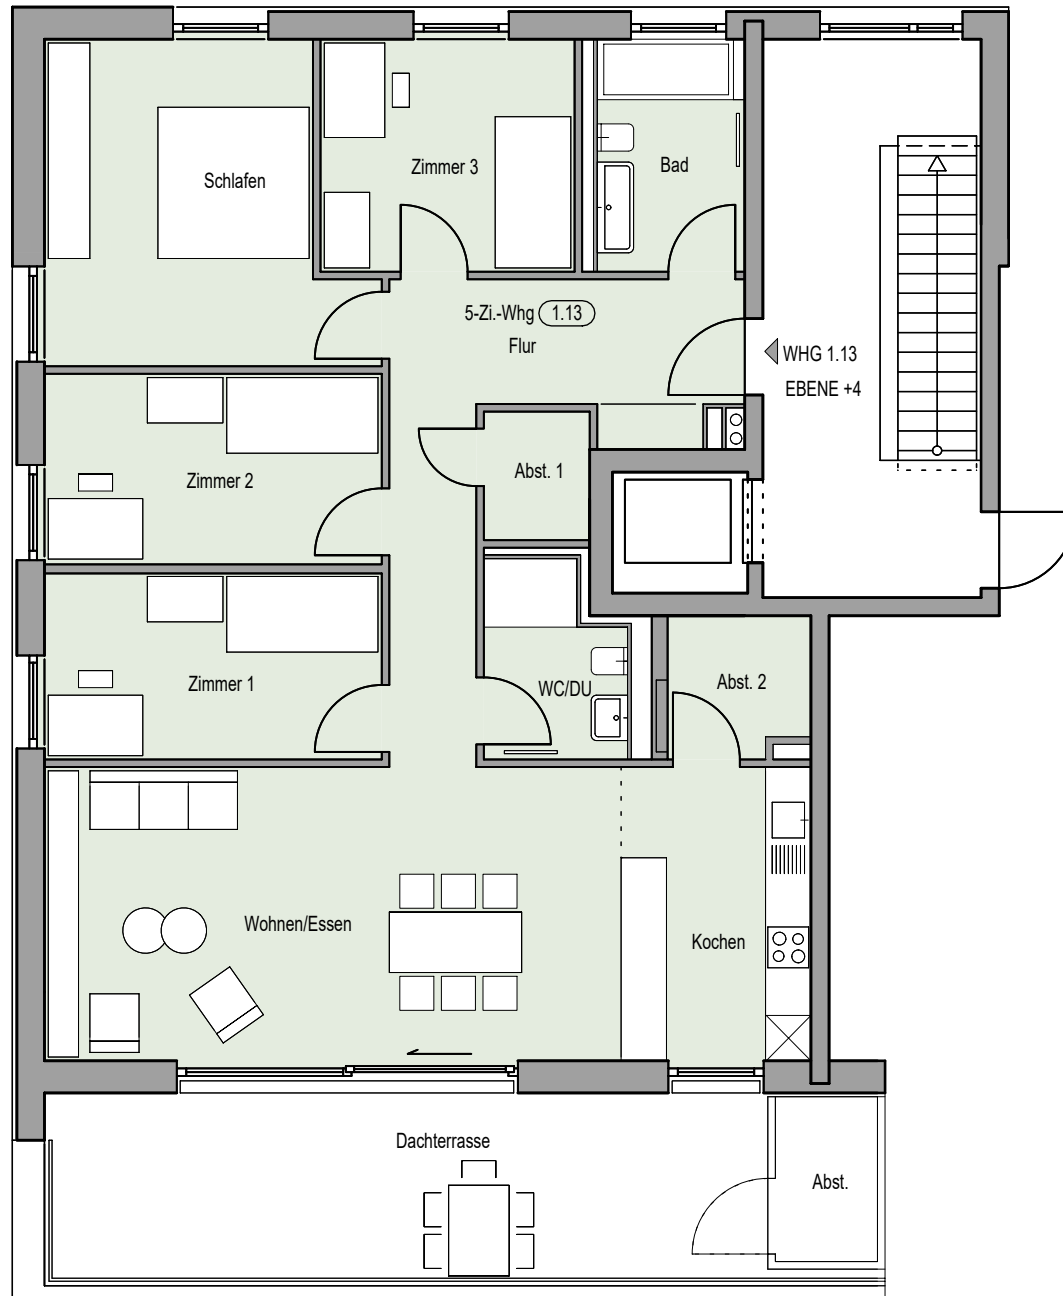 Schlafen
Zimmer 3
Bad
5-Zi.-Whg 1.13
Flur
WHG 1.13
EBENE +4
Zimmer 2
Abst. 1
Zimmer 1
WC/DU
Abst. 2
Wohnen/Essen
Kochen
Dachterrasse
Abst.